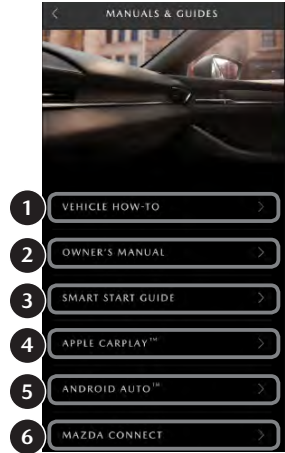 MANUALS & GUIDES
1 VEHICLE HOW-TO
2 OWNER'S MANUAL
3 SMART START GUIDE
4 APPLE CARPLAY™
5 ANDROID AUTO™
6 MAZDA CONNECT